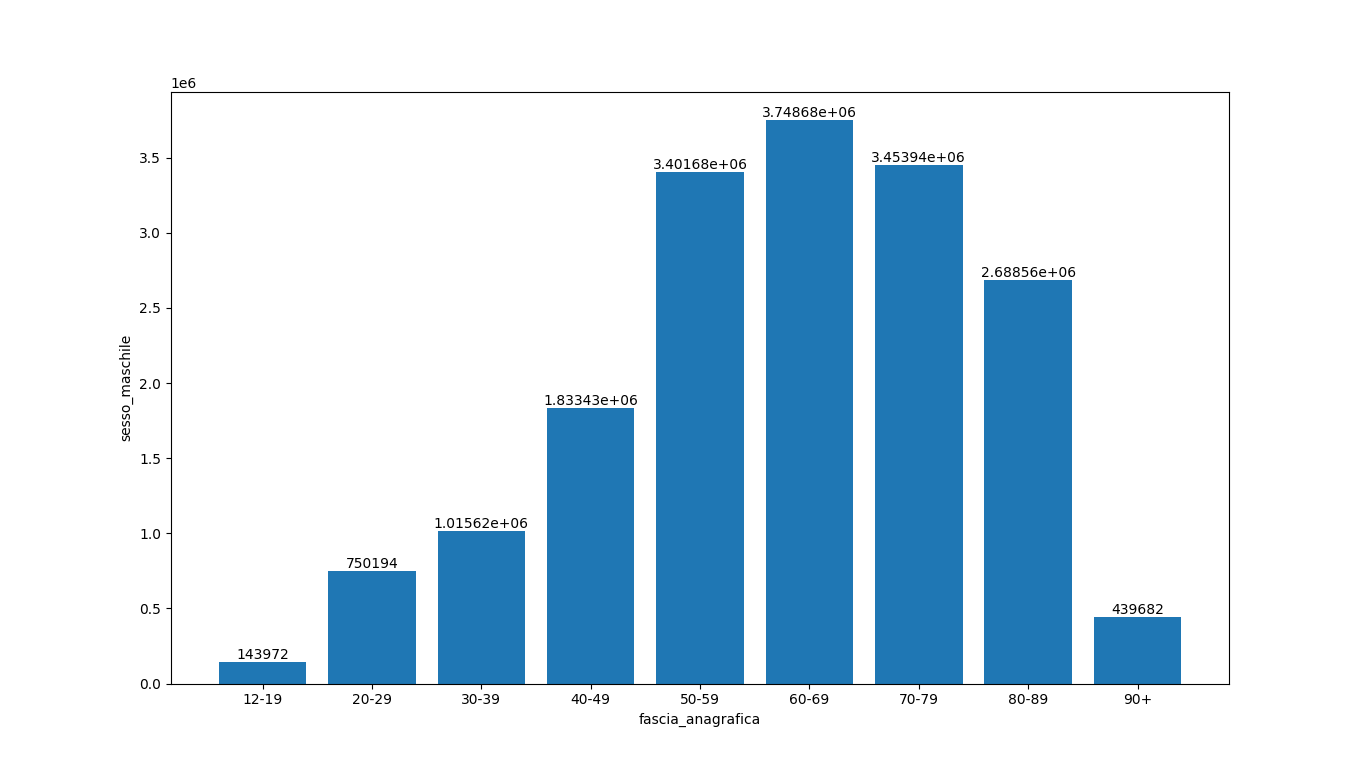 1e6
3.74868e+06
3.45394e+06
3.40168e+06
3.5
3.0
2.68856e+06
2.5
sesso_maschile
2.0
1.83343e+06
1.5
1.01562e+06
1.0
750194
0.5
439682
143972
0.0
12-19 20-29 30-39 40-49 50-59 60-69 70-79 80-89 90+
fascia_anagrafica